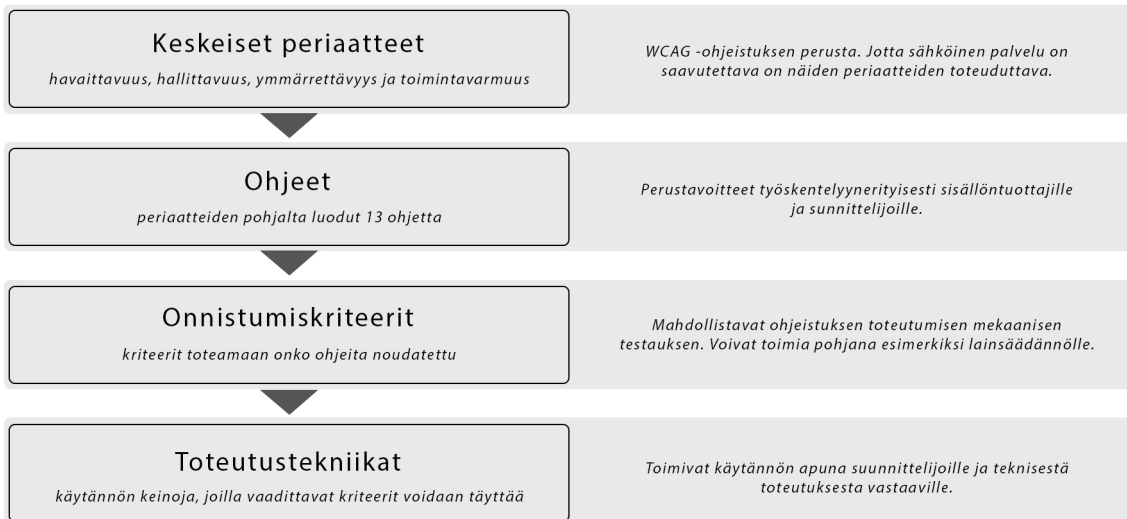 Keskeiset periaatteet
havaittavuus, hallittavuus, ymmärrettävyys ja toimintavarmuus
WCAG -ohjeistuksen perusta. Jotta sähköinen palvelu on
saavutettava on näiden periaatteiden toteuduttava.
Ohjeet
periaatteiden pohjalta luodut 13 ohjetta
Perustavoitteet työskentelyynerityisesti sisällöntuottajille
ja sunnittelijoille.
Onnistumiskriteerit
kriteerit toteamaan onko ohjeita noudatettu
Mahdollistavat ohjeistuksen toteutumisen mekaanisen
testauksen. Voivat toimia pohjana esimerkiksi lainsäädännölle.
Toteutustekniikat
käytännön keinoja, joilla vaadittavat kriteerit voidaan täyttää
Toimivat käytännön apuna suunnittelijoille ja teknisestä
toteutuksesta vastaaville.